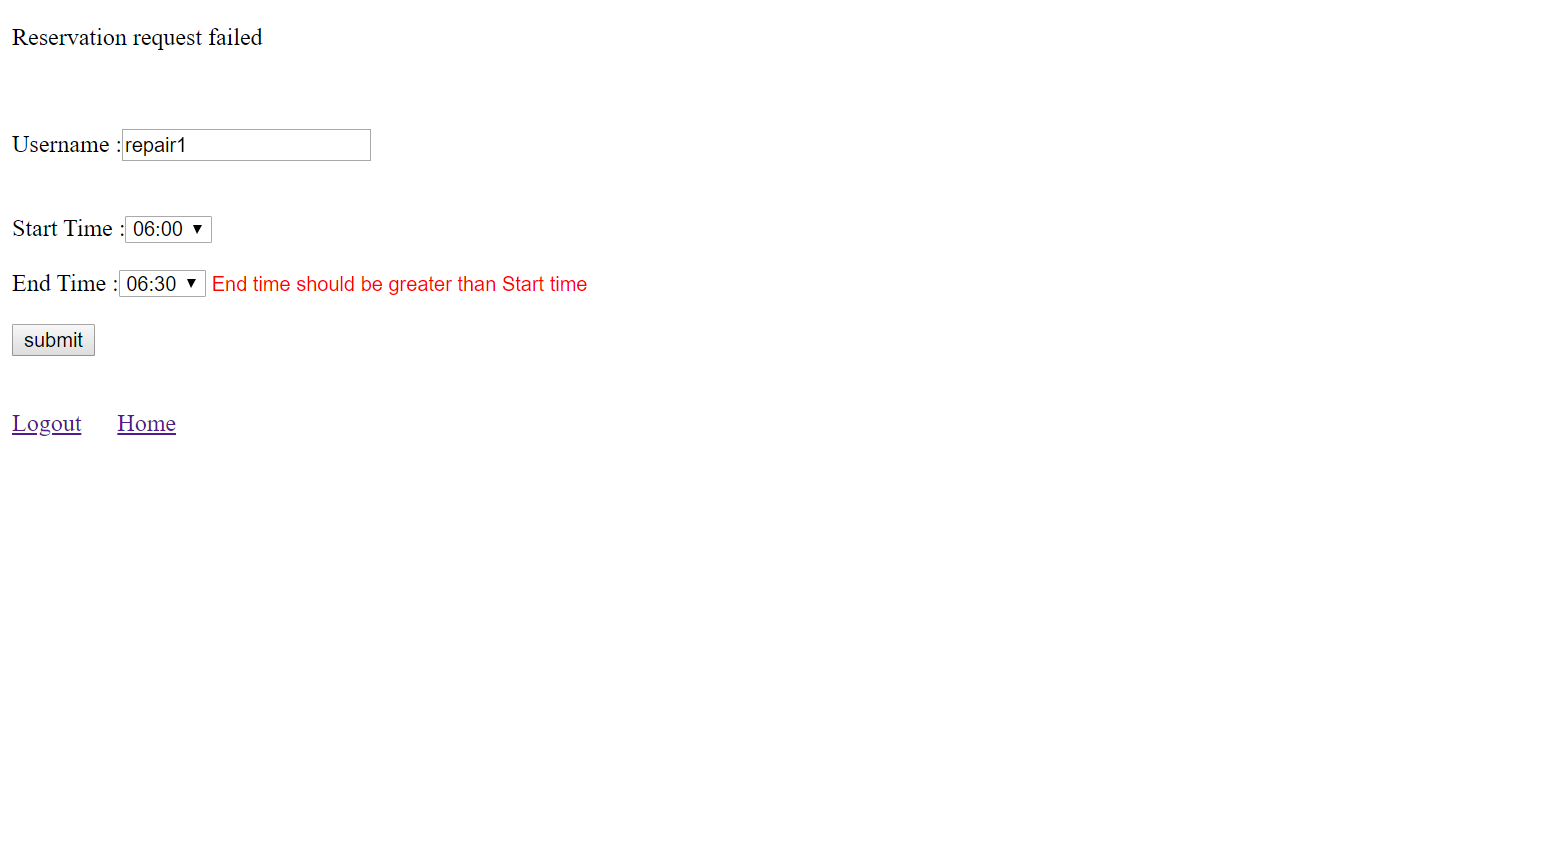 Reservation request failed
Username :repair1
Start Time :06:00
End Time :06:30 End time should be greater than Start time
submit
Logout Home